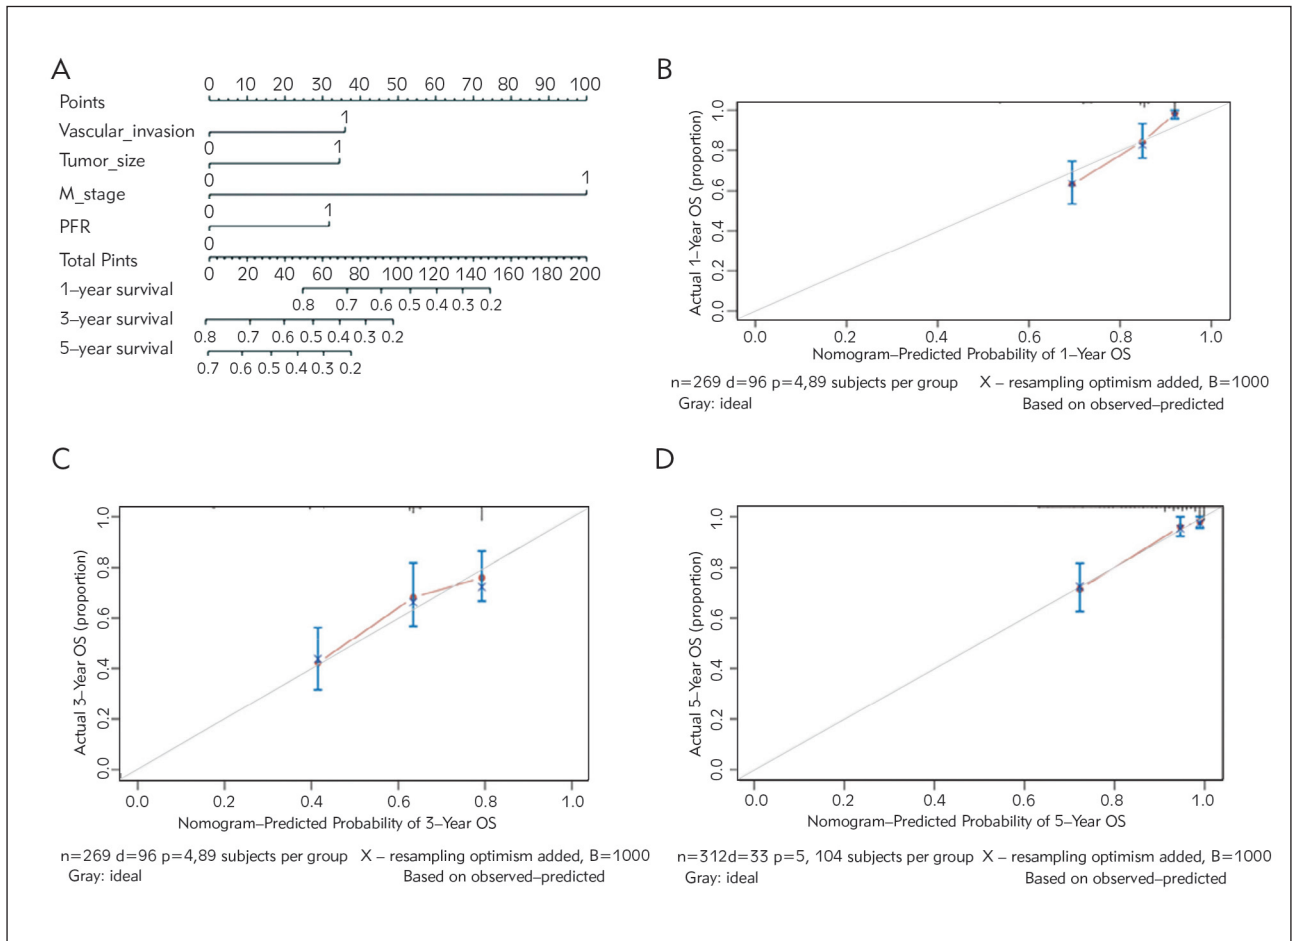 A
0 10 20 30 40 50 60 70 80 90 100
Points
1
Vascular_invasion
0 1
Tumor_size
0 1
M_stage
0 1
PFR
0
Total Pints
0 20 40 60 80 100 120 140 160 180 200
1–year survival
0.8 0.7 0.6 0.5 0.4 0.3 0.2
3–year survival
0.8 0.7 0.6 0.5 0.4 0.3 0.2
5–year survival
0.7 0.6 0.5 0.4 0.3 0.2
B
Actual 1–Year OS (proportion)
1.0
0.8
0.6
0.4
0.2
0.0
0.0 0.2 0.4 0.6 0.8 1.0
Nomogram–Predicted Probability of 1–Year OS
n=269 d=96 p=4,89 subjects per group X – resampling optimism added, B=1000
Gray: ideal Based on observed–predicted
C
Actual 3–Year OS (proportion)
1.0
0.8
0.6
0.4
0.2
0.0
0.0 0.2 0.4 0.6 0.8 1.0
Nomogram–Predicted Probability of 3–Year OS
n=269 d=96 p=4,89 subjects per group X – resampling optimism added, B=1000
Gray: ideal Based on observed–predicted
D
Actual 5–Year OS (proportion)
1.0
0.8
0.6
0.4
0.2
0.0
0.0 0.2 0.4 0.6 0.8 1.0
Nomogram–Predicted Probability of 5–Year OS
n=312d=33 p=5, 104 subjects per group X – resampling optimism added, B=1000
Gray: ideal Based on observed–predicted